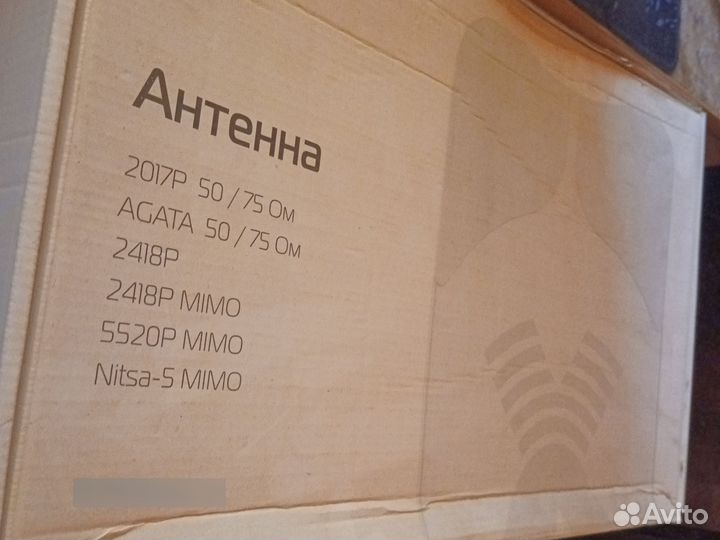 Антенна
2017P 50 / 75 Ом
AGATA 50 / 75 Ом
2418P
2418P MIMO
5520P MIMO
Nitsa-5 MIMO
Avito